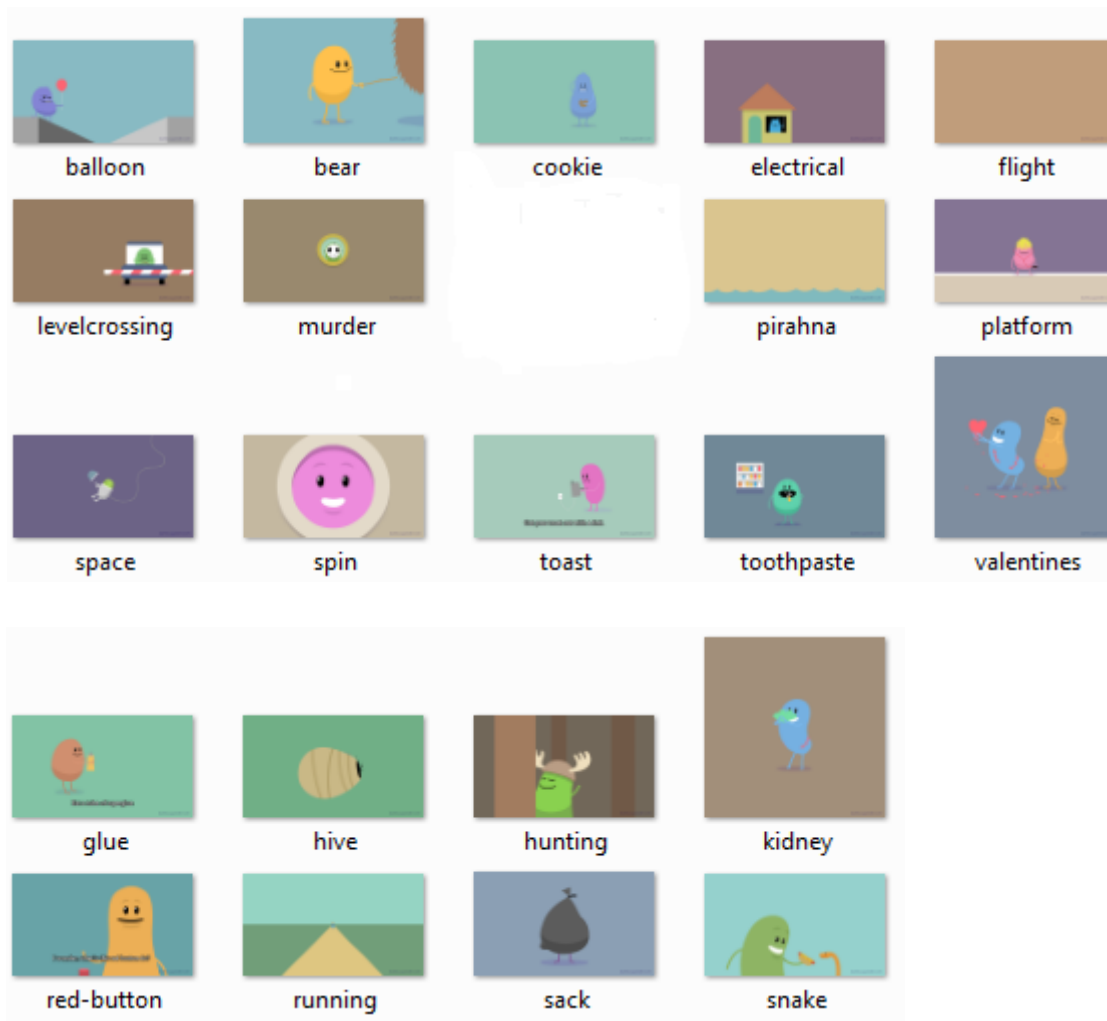 balloon bear cookie electrical flight
levelcrossing murder pirahna platform
space spin toast toothpaste valentines
glue hive hunting kidney
red-button running sack snake